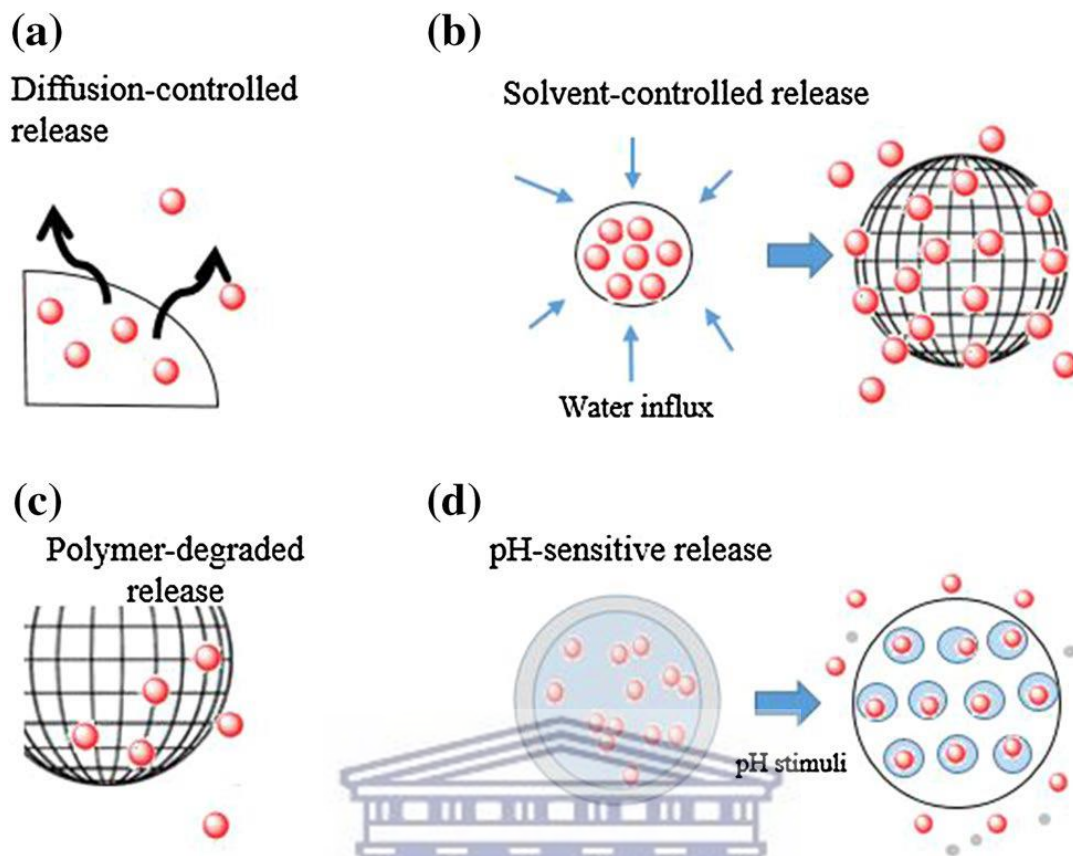 (a)
Diffusion-controlled
release
(b)
Solvent-controlled release
Water influx
(c)
Polymer-degraded
release
(d)
pH-sensitive release
pH stimuli